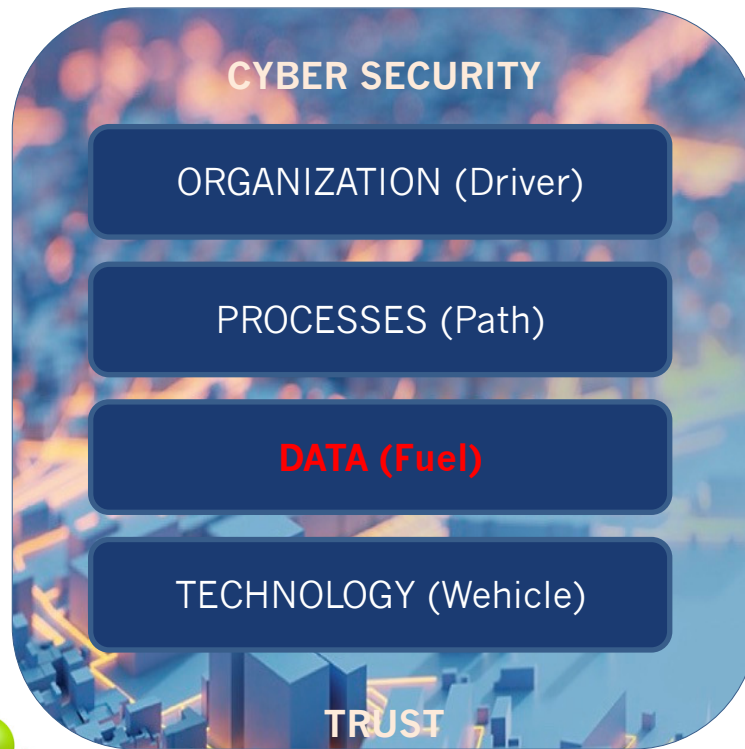 CYBER SECURITY
ORGANIZATION (Driver)
PROCESSES (Path)
DATA (Fuel)
TECHNOLOGY (Wehicle)
TRUST